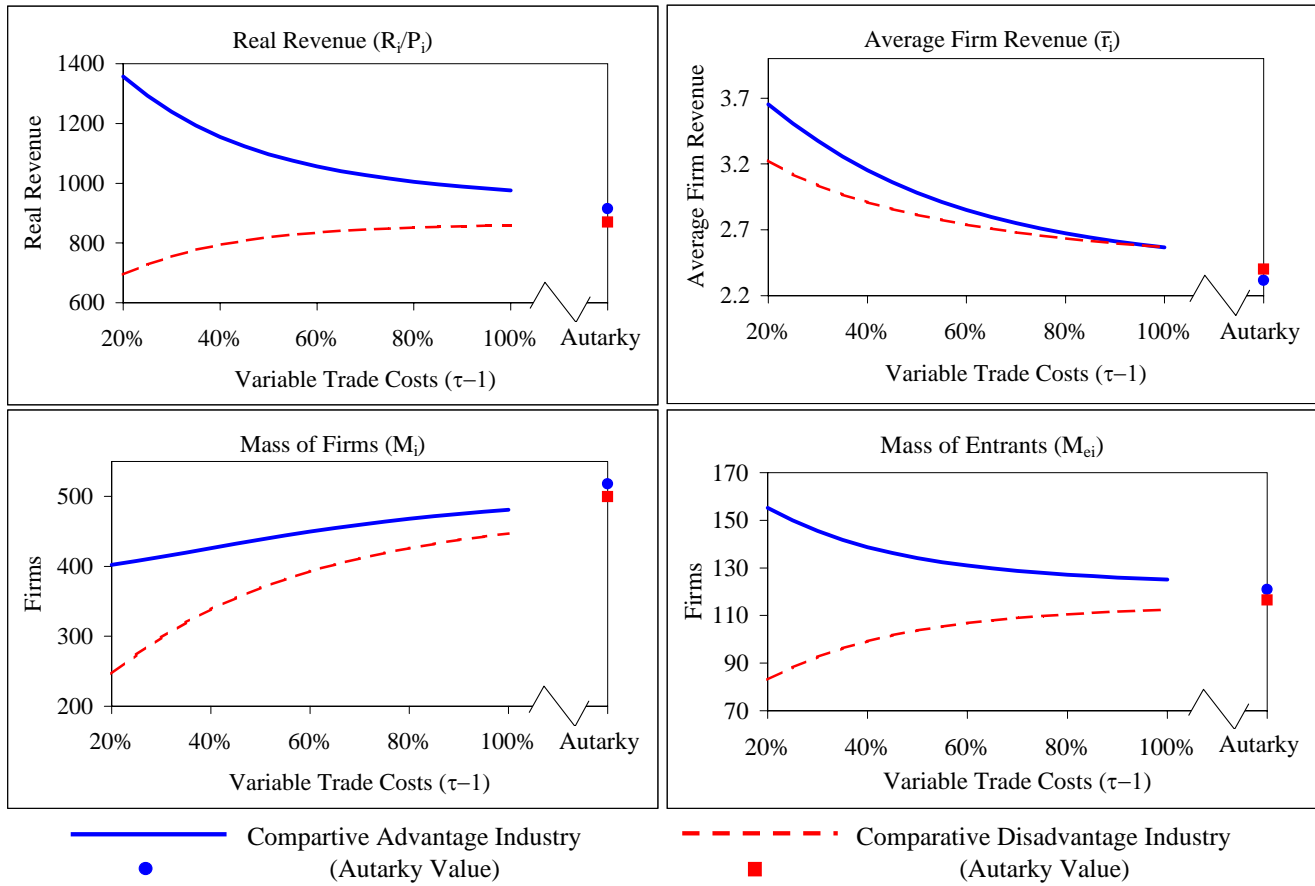 Real Revenue (Ri/Pi)
Real Revenue
1400
1200
1000
800
600
20% 40% 60% 80% 100% Autarky
Variable Trade Costs (τ−1)
Average Firm Revenue (r̅i)
Average Firm Revenue
3.7
3.2
2.7
2.2
20% 40% 60% 80% 100% Autarky
Variable Trade Costs (τ−1)
Mass of Firms (Mi)
Firms
500
400
300
200
20% 40% 60% 80% 100% Autarky
Variable Trade Costs (τ−1)
Mass of Entrants (Mei)
Firms
170
150
130
110
90
70
20% 40% 60% 80% 100% Autarky
Variable Trade Costs (τ−1)
Compartive Advantage Industry
(Autarky Value)
Comparative Disadvantage Industry
(Autarky Value)